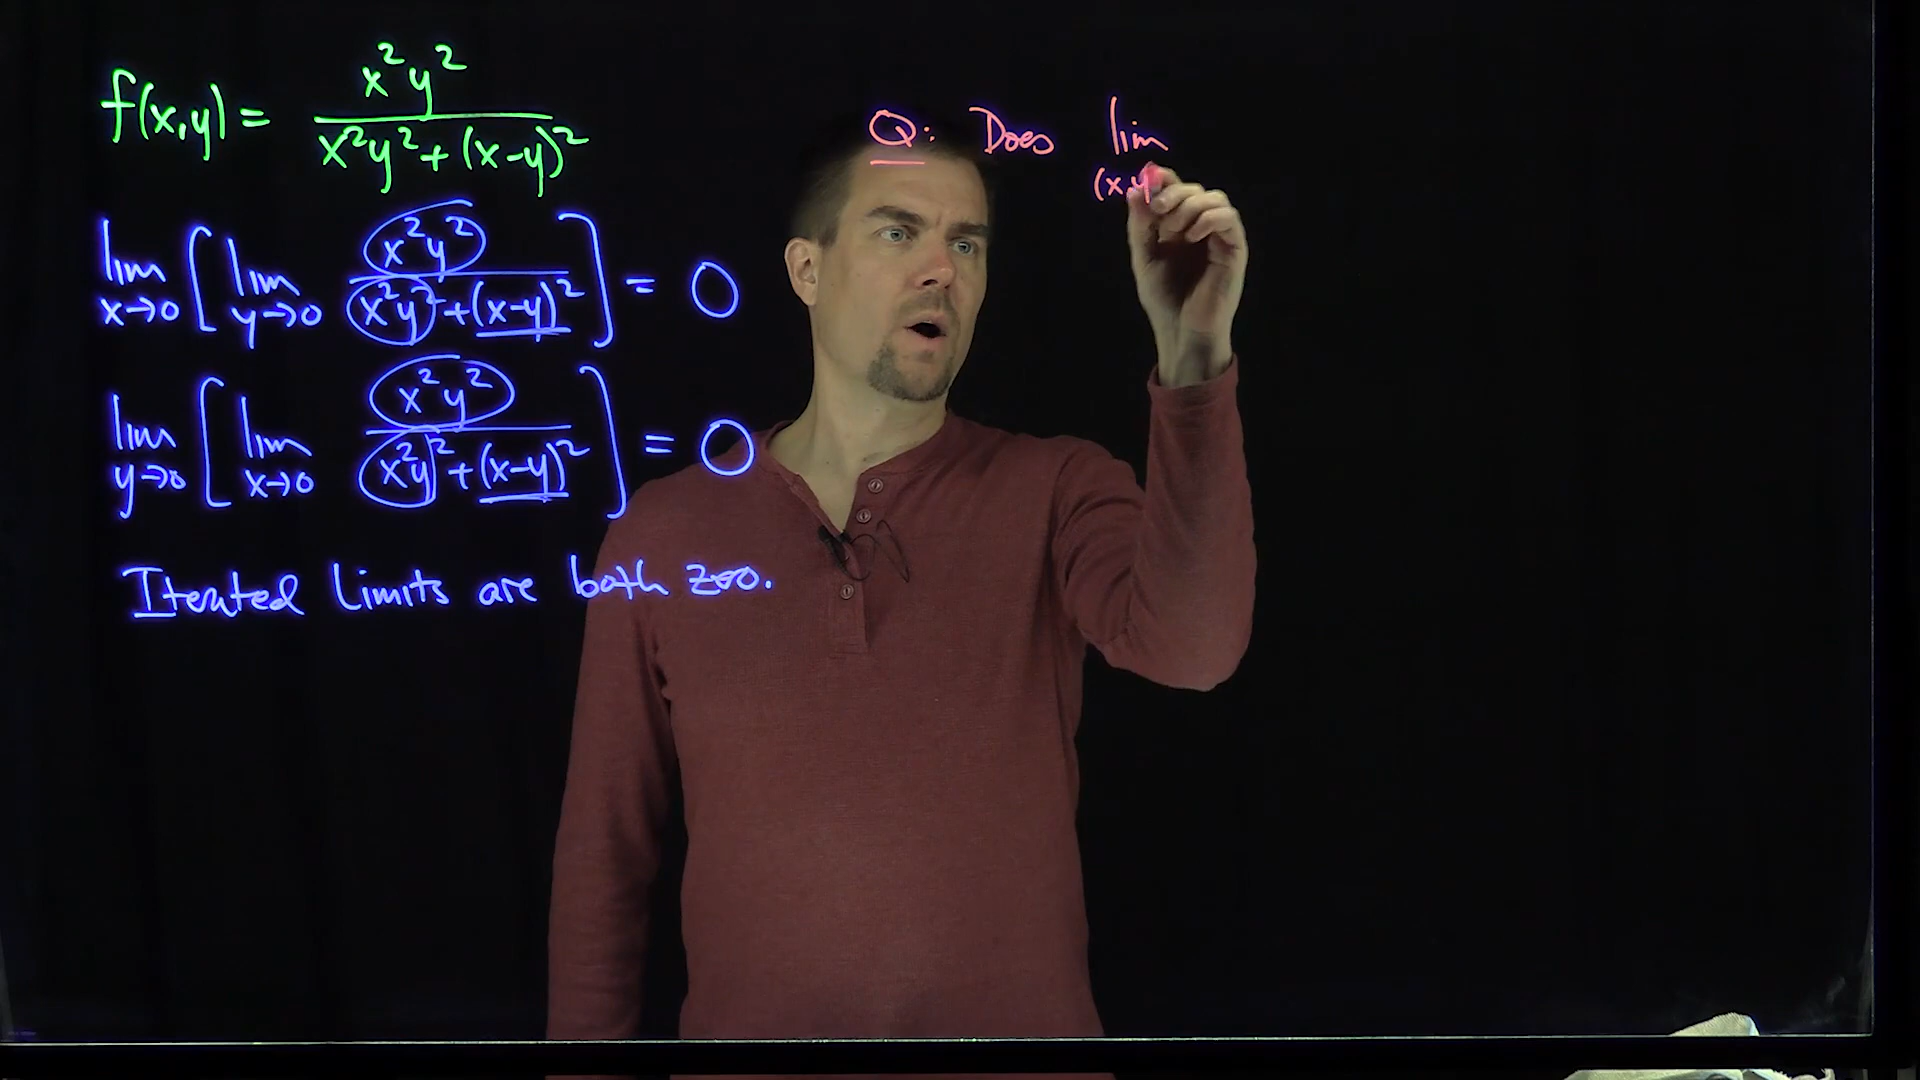 f(x,y) = x²y² / (x²y² + (x-y)²)
lim x→0 [ lim y→0 x²y² / (x²y² + (x-y)²) ] = 0
lim y→0 [ lim x→0 x²y² / (x²y² + (x-y)²) ] = 0
Iterated Limits are both zero.
Q: Does lim (x,y